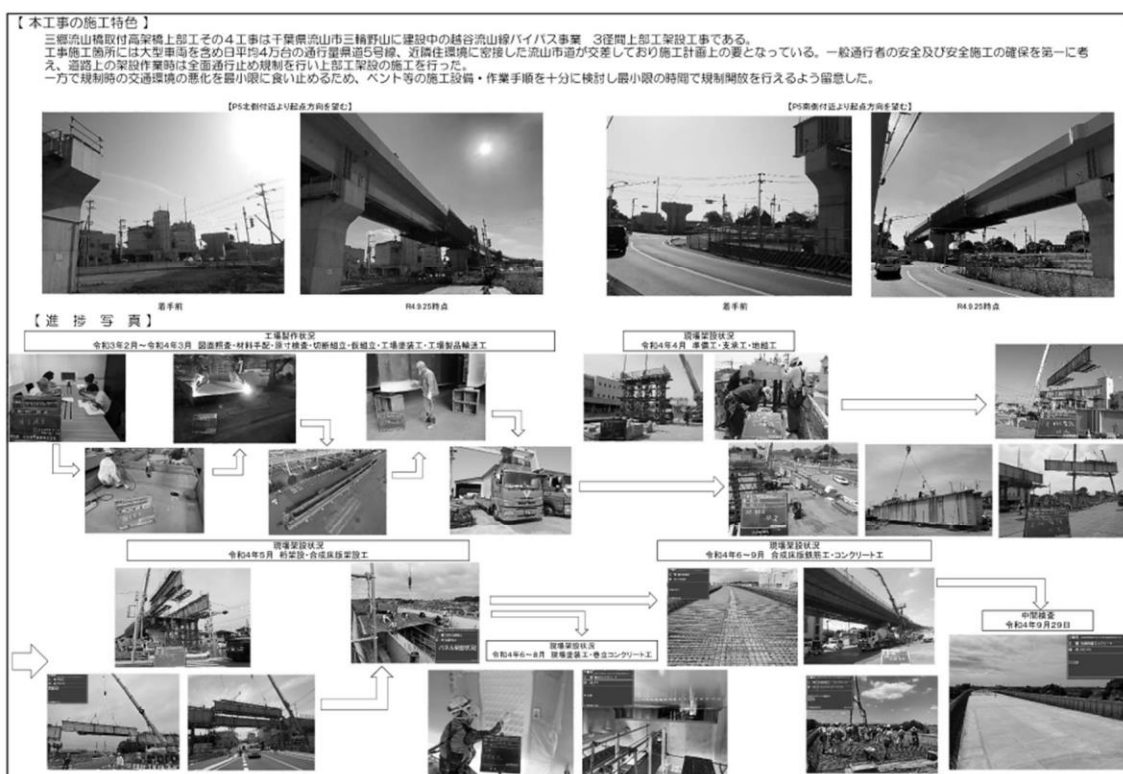 【 本工事の施工特色 】
三郷流山橋取付高架橋上部工その４工事は千葉県流山市三輪野山に建設中の越谷流山線バイパス事業　3径間上部工架設工事である。
工事施工箇所には大型車両を含め日平均4万台の通行量県道5号線、近隣住環境に密接した流山市道が交差しており施工計画上の要となっている。一般通行者の安全及び安全施工の確保を第一に考
え、道路上の架設作業時は全面通行止め規制を行い上部工架設の施工を行った。
一方で規制時の交通環境の悪化を最小限に食い止めるため、ベント等の施工設備・作業手順を十分に検討し最小限の時間で規制開放を行えるよう留意した。
【P5北側付近より起点方向を望む】
【P5南側付近より起点方向を望む】
着手前
R4.9.25時点
着手前
R4.9.25時点
【 進 捗 写 真 】
工場製作状況
令和3年2月～令和4年3月　図面照査・材料手配・原寸検査・切断組立・仮組立・工場塗装工・工場製品輸送工
現場架設状況
令和4年4月　準備工・支承工・地組工
現場架設状況
令和4年5月　桁架設・合成床版架設工
現場架設状況
令和4年6～9月　合成床版鉄筋工・コンクリート工
パネル架設状況
現場架設状況
令和4年6～8月　現場塗装工・巻立コンクリート工
中間検査
令和4年9月29日